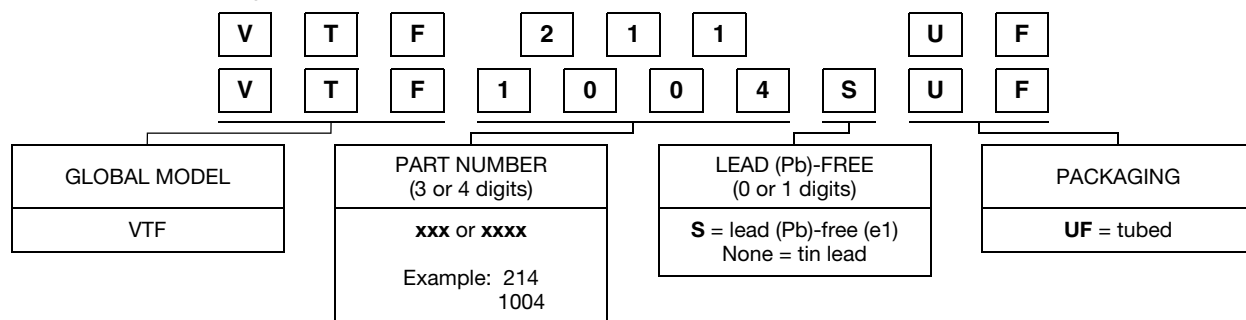 V T F 2 1 1 U F
V T F 1 0 0 4 S U F
GLOBAL MODEL
VTF
PART NUMBER
(3 or 4 digits)
xxx or xxxx
Example: 214
1004
LEAD (Pb)-FREE
(0 or 1 digits)
S = lead (Pb)-free (e1)
None = tin lead
PACKAGING
UF = tubed